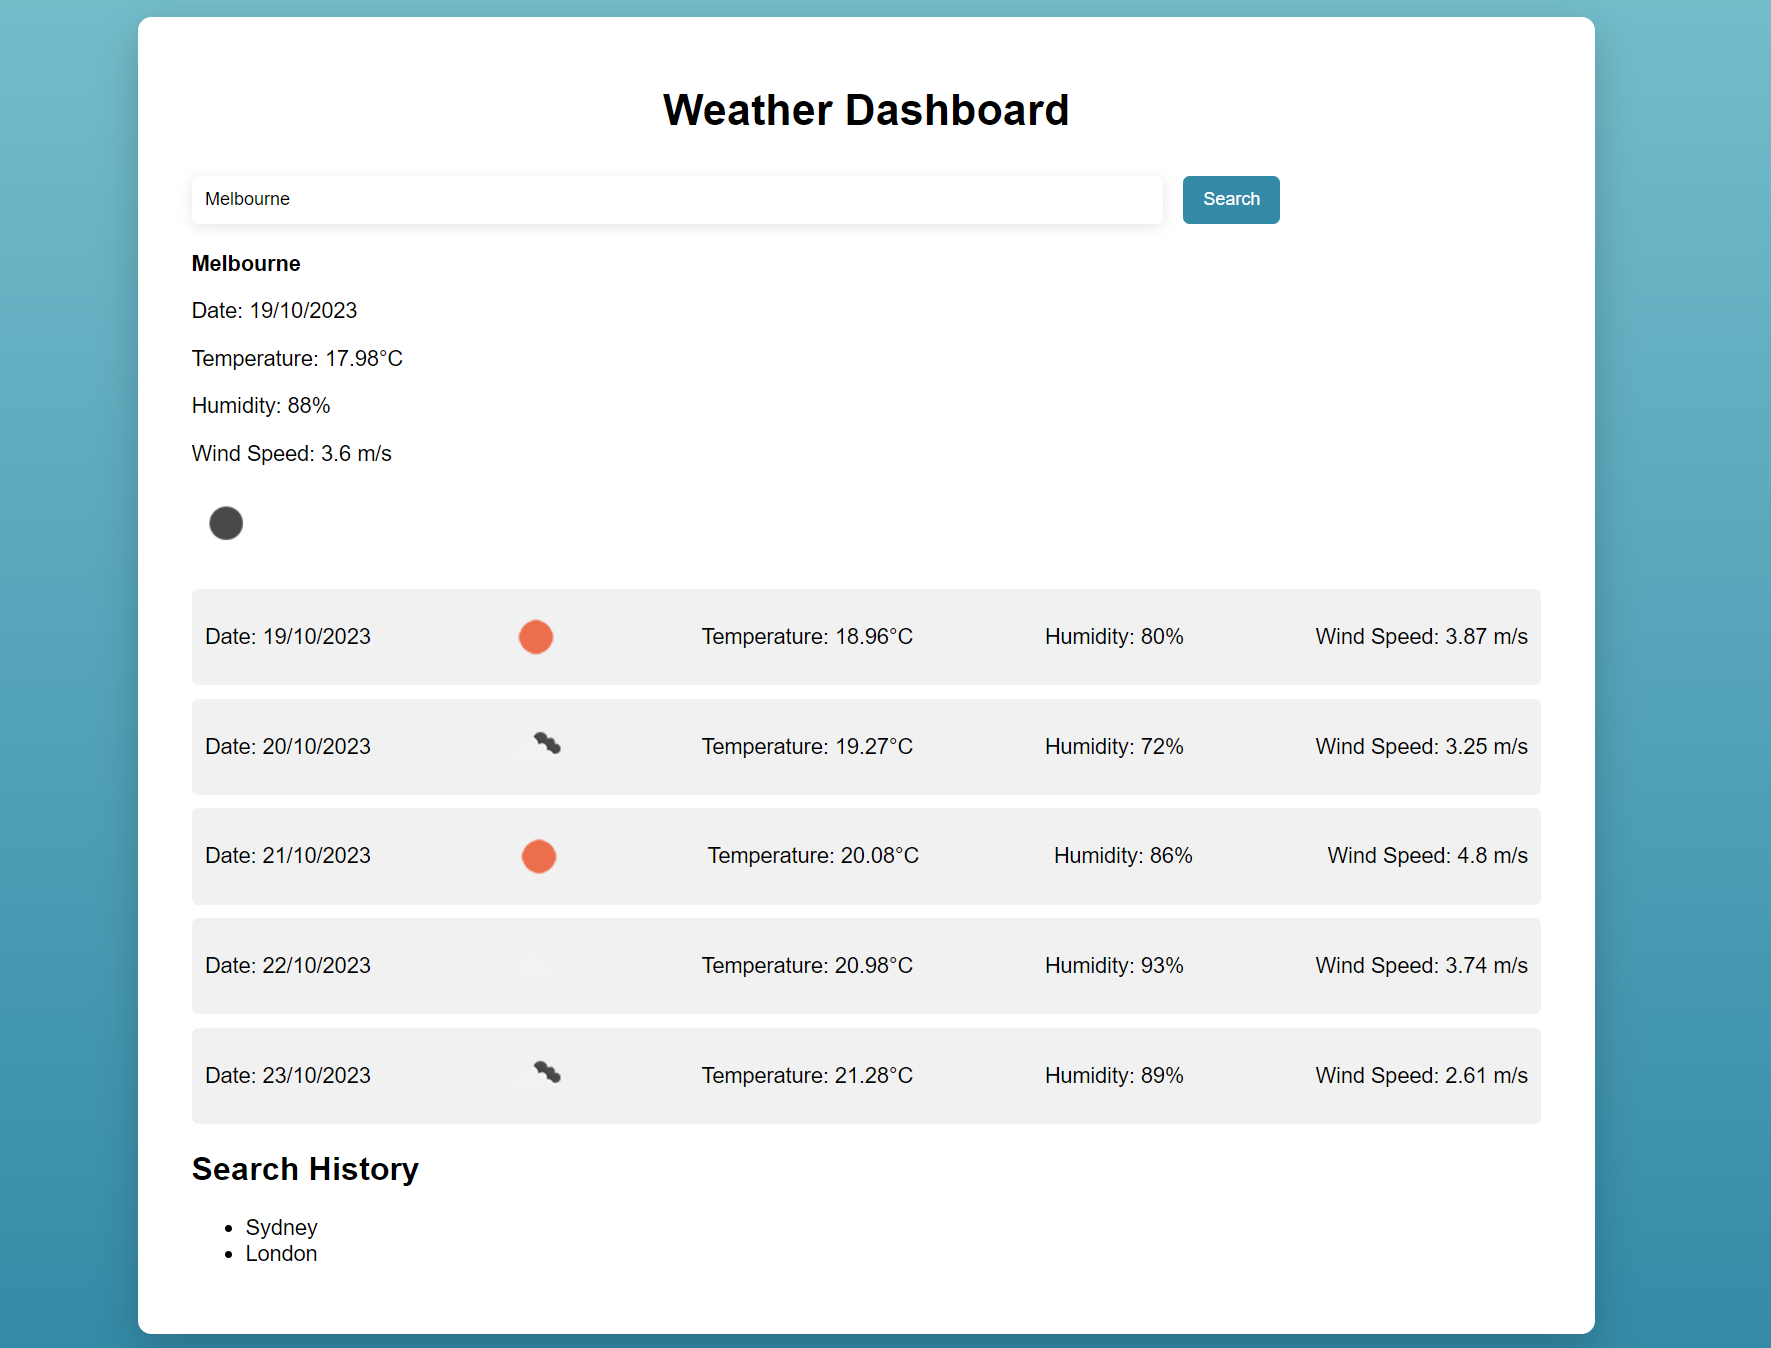 Weather Dashboard
Melbourne Search
Melbourne
Date: 19/10/2023
Temperature: 17.98°C
Humidity: 88%
Wind Speed: 3.6 m/s
Date: 19/10/2023 Temperature: 18.96°C Humidity: 80% Wind Speed: 3.87 m/s
Date: 20/10/2023 Temperature: 19.27°C Humidity: 72% Wind Speed: 3.25 m/s
Date: 21/10/2023 Temperature: 20.08°C Humidity: 86% Wind Speed: 4.8 m/s
Date: 22/10/2023 Temperature: 20.98°C Humidity: 93% Wind Speed: 3.74 m/s
Date: 23/10/2023 Temperature: 21.28°C Humidity: 89% Wind Speed: 2.61 m/s
Search History
• Sydney
• London